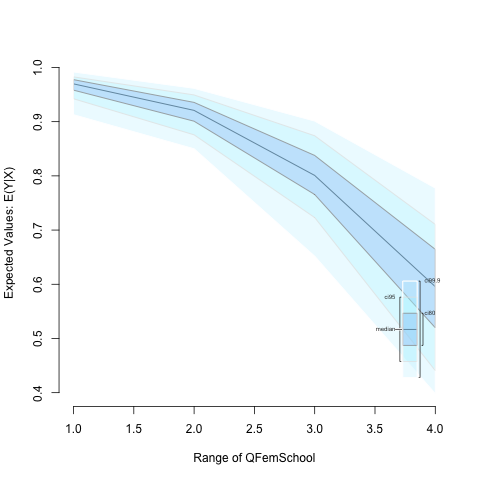 Expected Values: E(Y|X)
1.0
0.9
0.8
0.7
0.6
0.5
0.4
ci99.9
ci95
ci80
median
1.0 1.5 2.0 2.5 3.0 3.5 4.0
Range of QFemSchool